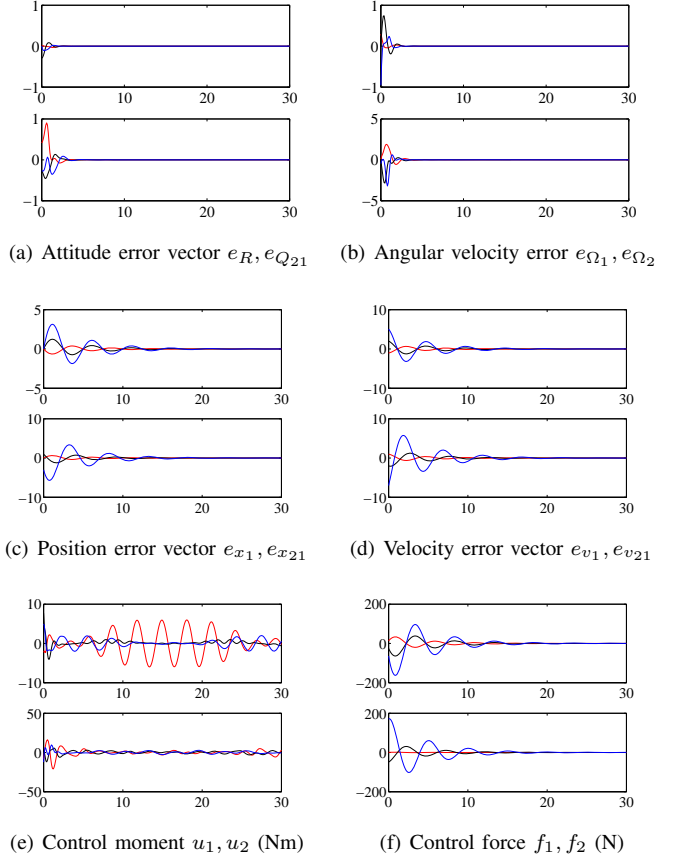 1
0
−1
0 10 20 30
1
0
−1
0 10 20 30
(a) Attitude error vector e_R, e_{Q_{21}}
1
0
−1
0 10 20 30
5
0
−5
0 10 20 30
(b) Angular velocity error e_{Ω_1}, e_{Ω_2}
5
0
−5
0 10 20 30
10
0
−10
0 10 20 30
(c) Position error vector e_{x_1}, e_{x_{21}}
10
0
−10
0 10 20 30
10
0
−10
0 10 20 30
(d) Velocity error vector e_{v_1}, e_{v_{21}}
10
0
−10
0 10 20 30
50
0
−50
0 10 20 30
(e) Control moment u_1, u_2 (Nm)
200
0
−200
0 10 20 30
200
0
−200
0 10 20 30
(f) Control force f_1, f_2 (N)